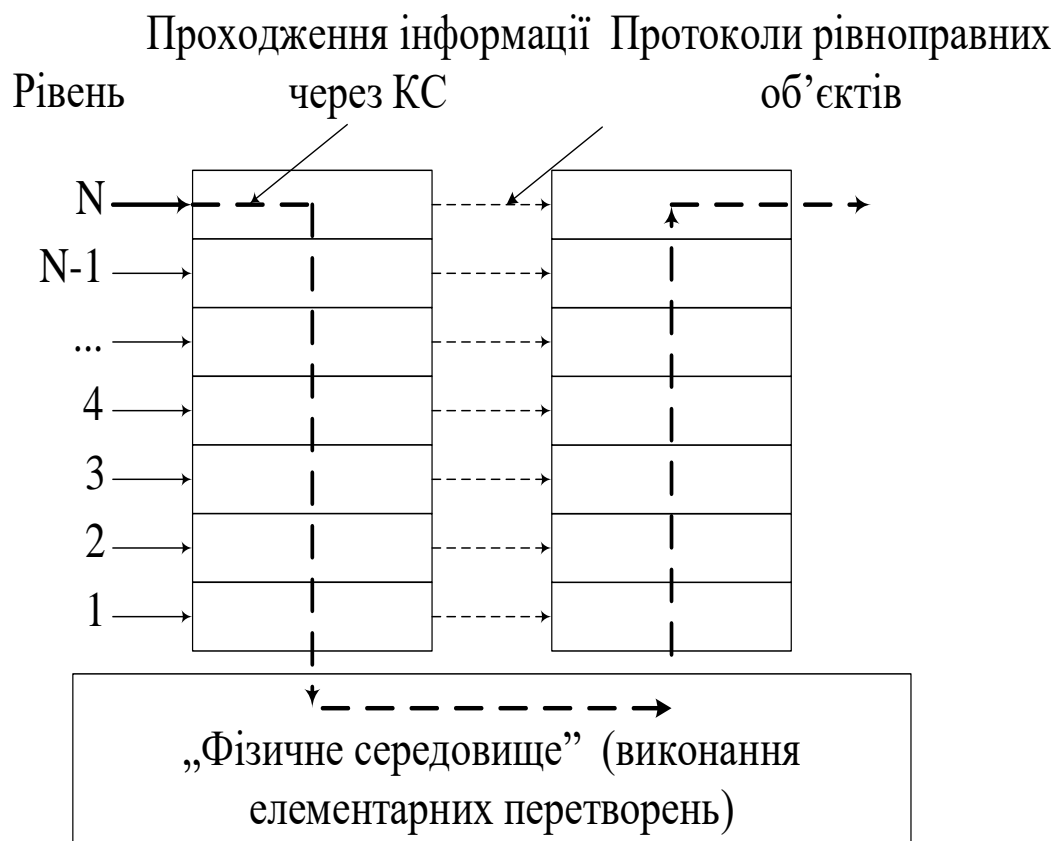 Проходження інформації Протоколи рівноправних
Рівень через КС об’єктів
N
N-1
...
4
3
2
1
„Фізичне середовище” (виконання
елементарних перетворень)